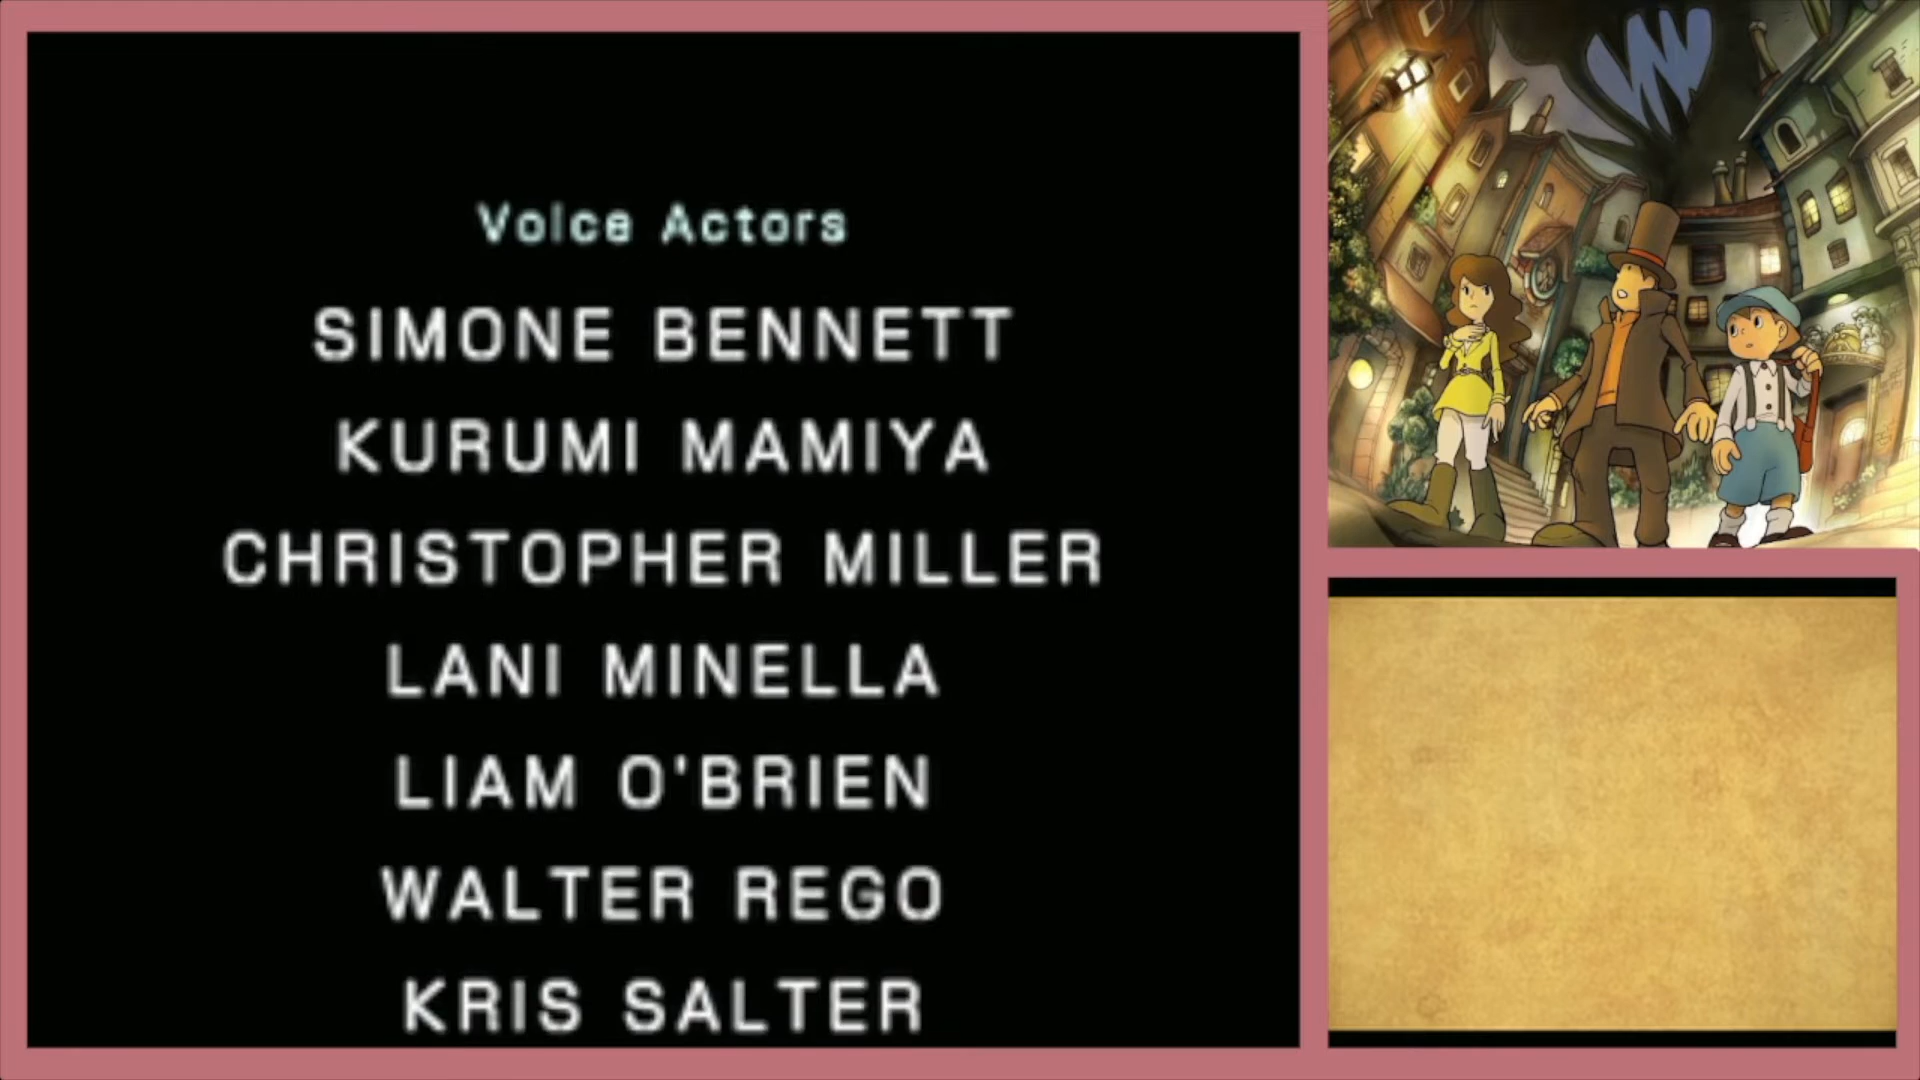 Voice Actors
SIMONE BENNETT
KURUMI MAMIYA
CHRISTOPHER MILLER
LANI MINELLA
LIAM O'BRIEN
WALTER REGO
KRIS SALTER